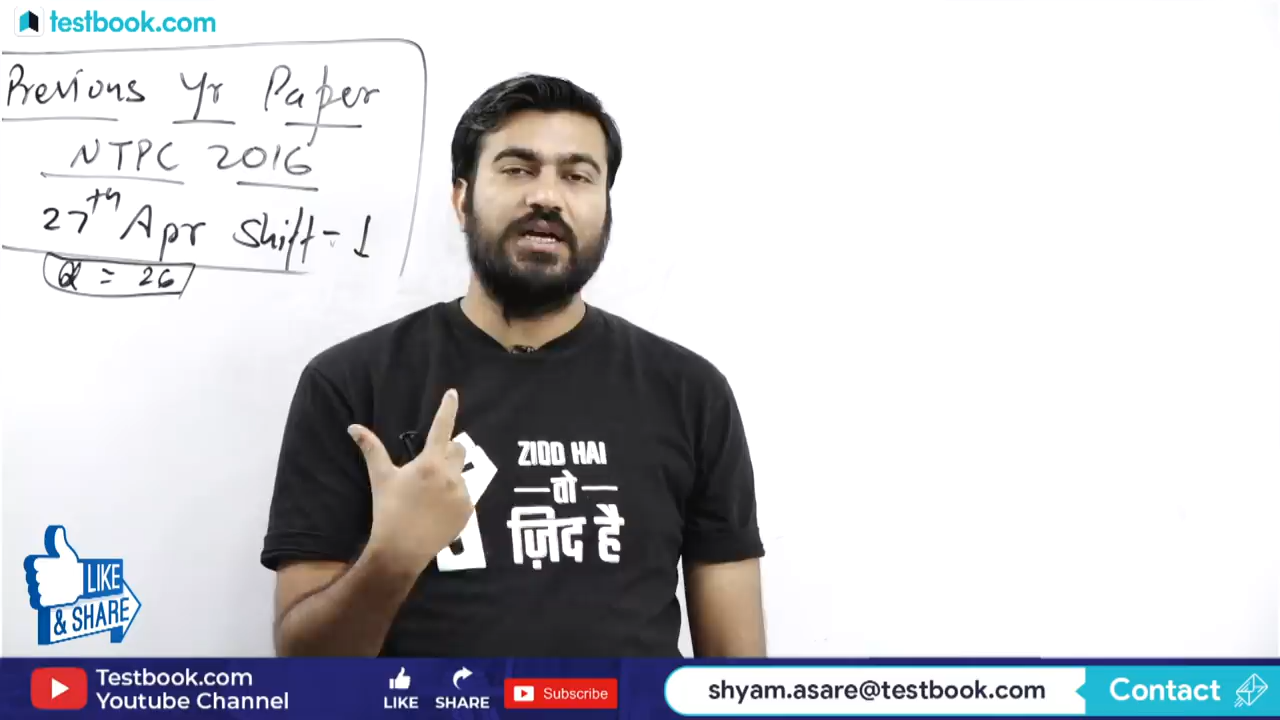 testbook.com
Previous Yr Paper
NTPC 2016
27th Apr Shift-1
Q = 26
ZIDD HAI
तो
ज़िद है
LIKE
& SHARE
Testbook.com
Youtube Channel
LIKE
SHARE
Subscribe
shyam.asare@testbook.com
Contact